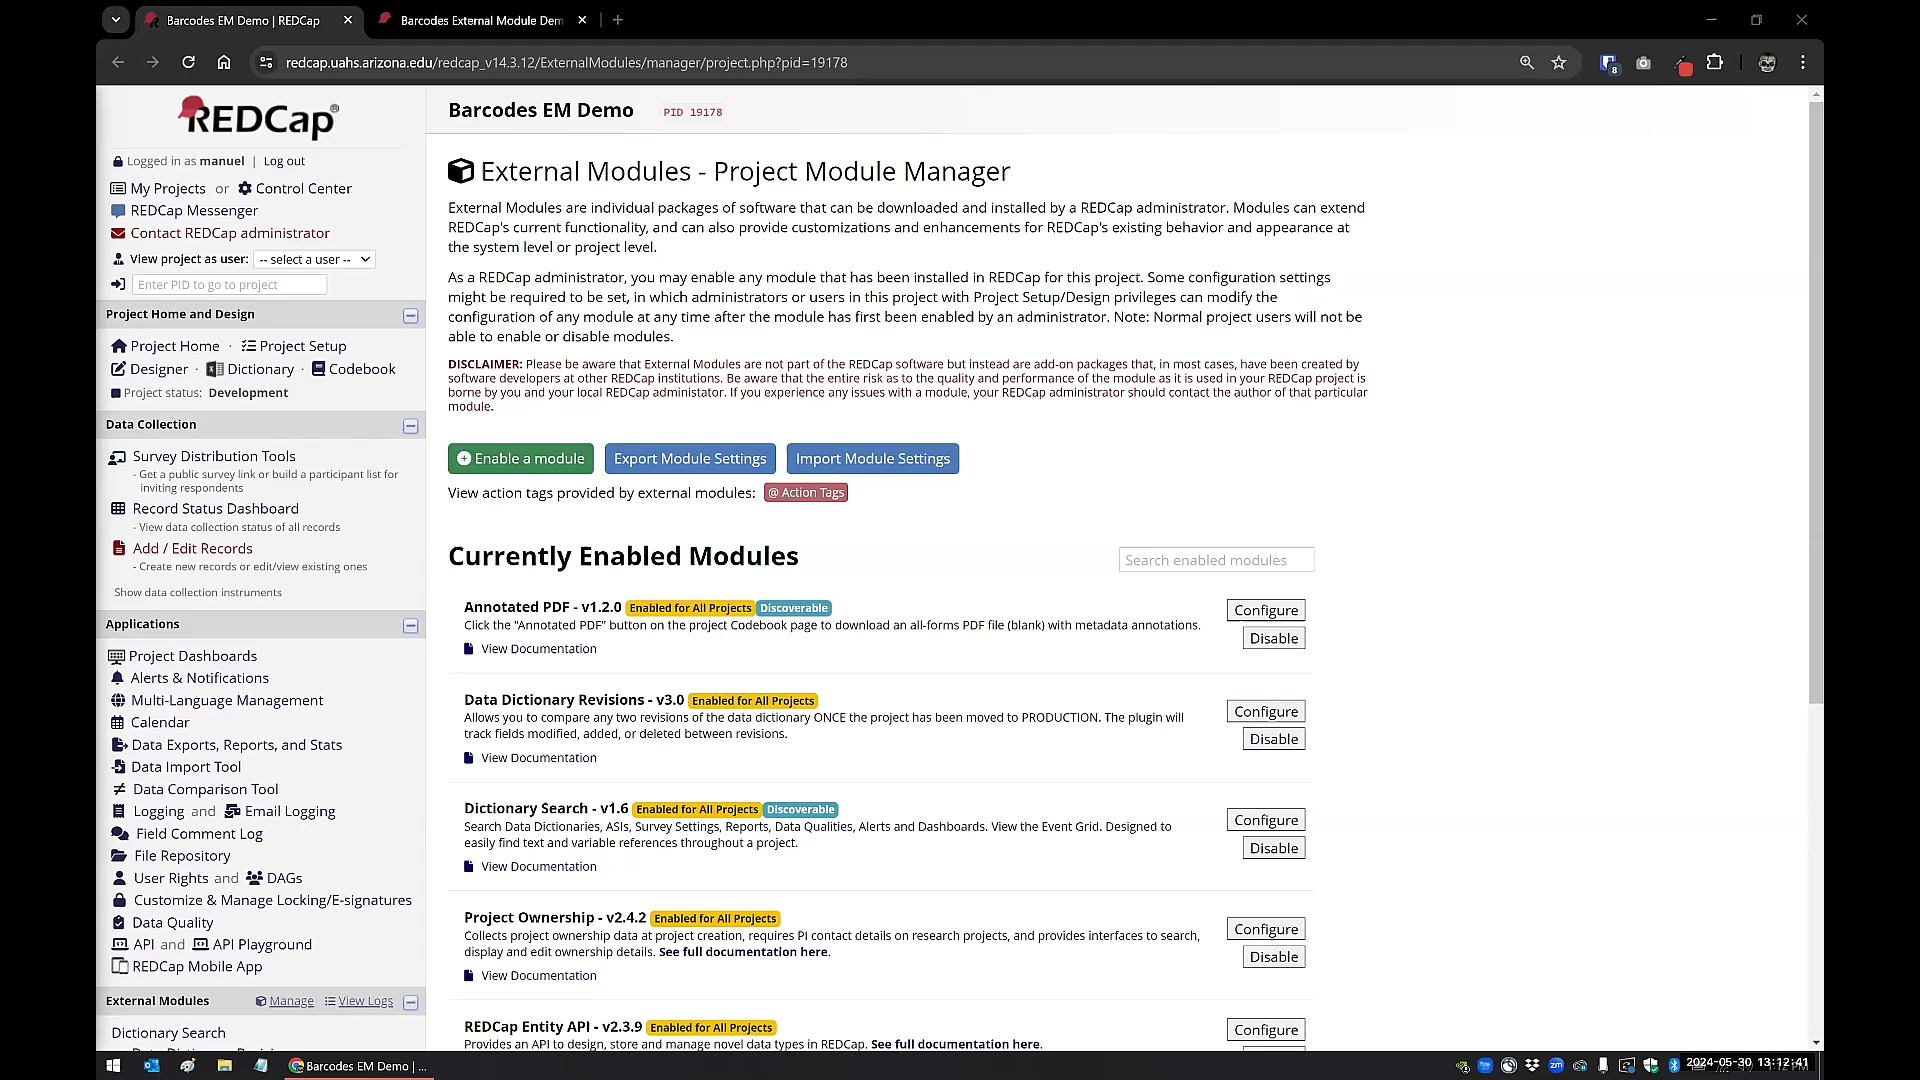 Barcodes EM Demo | REDCap
Barcodes External Module Dem
redcap.uahs.arizona.edu/redcap_v14.3.12/ExternalModules/manager/project.php?pid=19178
8
REDCap®
Logged in as manuel | Log out
My Projects or Control Center
REDCap Messenger
Contact REDCap administrator
View project as user: -- select a user --
Enter PID to go to project
Project Home and Design
Project Home · Project Setup
Designer · Dictionary · Codebook
Project status: Development
Data Collection
Survey Distribution Tools
- Get a public survey link or build a participant list for
inviting respondents
Record Status Dashboard
- View data collection status of all records
Add / Edit Records
- Create new records or edit/view existing ones
Show data collection instruments
Applications
Project Dashboards
Alerts & Notifications
Multi-Language Management
Calendar
Data Exports, Reports, and Stats
Data Import Tool
Data Comparison Tool
Logging and Email Logging
Field Comment Log
File Repository
User Rights and DAGs
Customize & Manage Locking/E-signatures
Data Quality
API and API Playground
REDCap Mobile App
External Modules Manage View Logs
Dictionary Search
Barcodes EM Demo PID 19178
External Modules - Project Module Manager
External Modules are individual packages of software that can be downloaded and installed by a REDCap administrator. Modules can extend
REDCap's current functionality, and can also provide customizations and enhancements for REDCap's existing behavior and appearance at
the system level or project level.
As a REDCap administrator, you may enable any module that has been installed in REDCap for this project. Some configuration settings
might be required to be set, in which administrators or users in this project with Project Setup/Design privileges can modify the
configuration of any module at any time after the module has first been enabled by an administrator. Note: Normal project users will not be
able to enable or disable modules.
DISCLAIMER: Please be aware that External Modules are not part of the REDCap software but instead are add-on packages that, in most cases, have been created by
software developers at other REDCap institutions. Be aware that the entire risk as to the quality and performance of the module as it is used in your REDCap project is
borne by you and your local REDCap administator. If you experience any issues with a module, your REDCap administrator should contact the author of that particular
module.
Enable a module Export Module Settings Import Module Settings
View action tags provided by external modules: @ Action Tags
Currently Enabled Modules
Search enabled modules
Annotated PDF - v1.2.0 Enabled for All Projects Discoverable
Click the "Annotated PDF" button on the project Codebook page to download an all-forms PDF file (blank) with metadata annotations.
View Documentation
Configure
Disable
Data Dictionary Revisions - v3.0 Enabled for All Projects
Allows you to compare any two revisions of the data dictionary ONCE the project has been moved to PRODUCTION. The plugin will
track fields modified, added, or deleted between revisions.
View Documentation
Configure
Disable
Dictionary Search - v1.6 Enabled for All Projects Discoverable
Search Data Dictionaries, ASIs, Survey Settings, Reports, Data Qualities, Alerts and Dashboards. View the Event Grid. Designed to
easily find text and variable references throughout a project.
View Documentation
Configure
Disable
Project Ownership - v2.4.2 Enabled for All Projects
Collects project ownership data at project creation, requires PI contact details on research projects, and provides interfaces to search,
display and edit ownership details. See full documentation here.
View Documentation
Configure
Disable
REDCap Entity API - v2.3.9 Enabled for All Projects
Provides an API to design, store and manage novel data types in REDCap. See full documentation here.
Configure
Barcodes EM Demo | ...
zm
2024-05-30 13:12:41